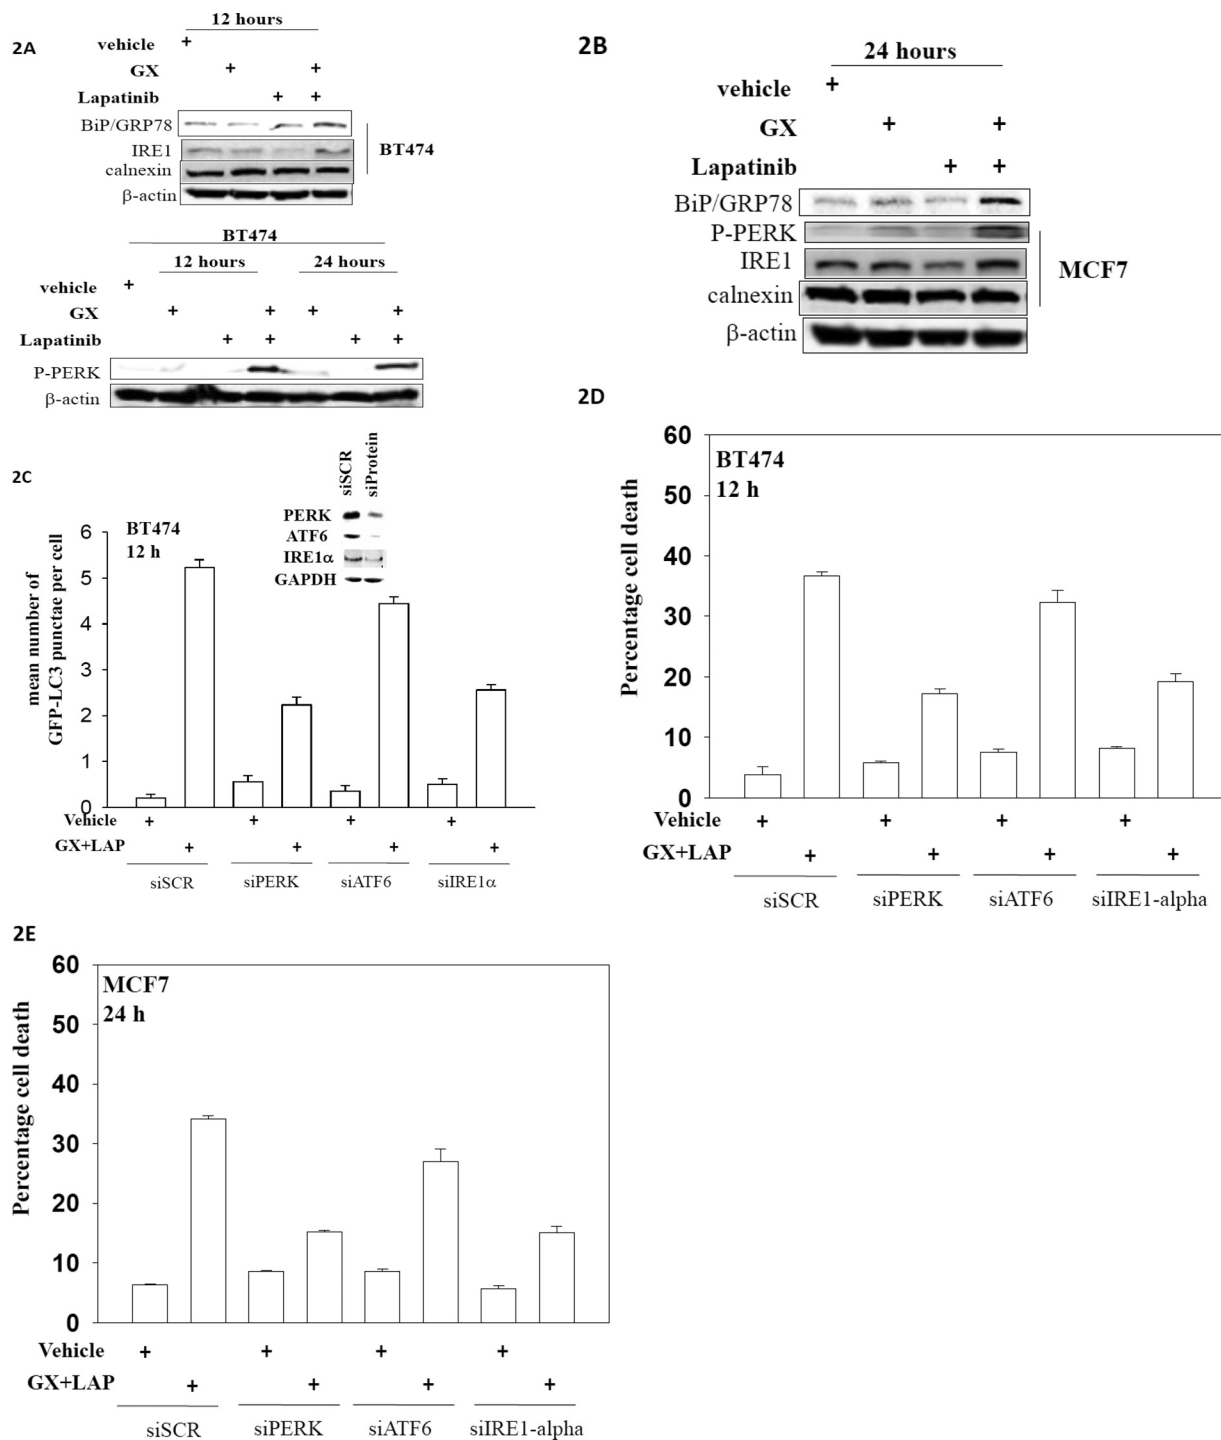 2A
12 hours
vehicle +
GX + +
Lapatinib + +
BiP/GRP78
IRE1
calnexin
β-actin
BT474
BT474
12 hours 24 hours
vehicle +
GX + + + +
Lapatinib + + + +
P-PERK
β-actin
2B
24 hours
vehicle +
GX + +
Lapatinib + +
BiP/GRP78
P-PERK
IRE1
calnexin
β-actin
MCF7
2C
BT474
12 h
siSCR siProtein
PERK
ATF6
IRE1α
GAPDH
mean number of
GFP-LC3 punctae per cell
6
5
4
3
2
1
0
Vehicle + + + +
GX+LAP + + + +
siSCR siPERK siATF6 siIRE1α
2D
BT474
12 h
Percentage cell death
60
50
40
30
20
10
0
Vehicle + + + +
GX+LAP + + + +
siSCR siPERK siATF6 siIRE1-alpha
2E
MCF7
24 h
Percentage cell death
60
50
40
30
20
10
0
Vehicle + + + +
GX+LAP + + + +
siSCR siPERK siATF6 siIRE1-alpha